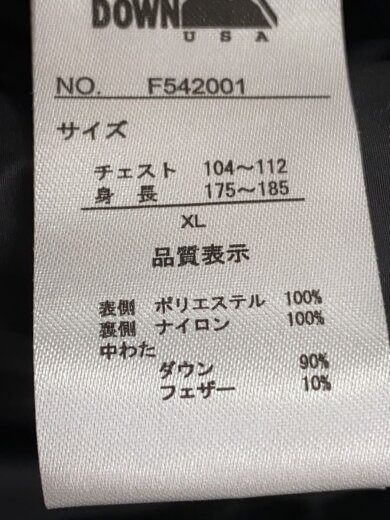 DOWN
USA
NO. F542001
サイズ
チェスト 104〜112
身 長 175〜185
XL
品質表示
表側 ポリエステル 100%
裏側 ナイロン 100%
中わた
ダウン 90%
フェザー 10%